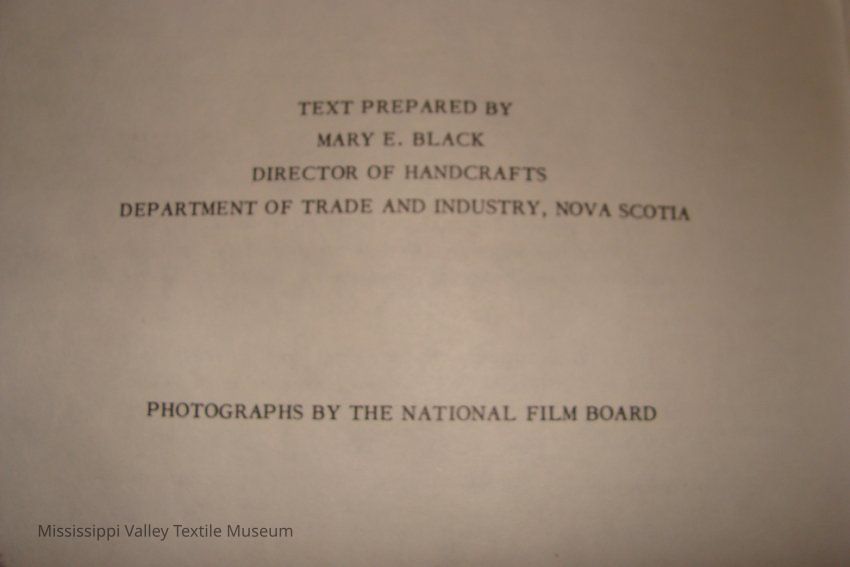 TEXT PREPARED BY
MARY E. BLACK
DIRECTOR OF HANDCRAFTS
DEPARTMENT OF TRADE AND INDUSTRY, NOVA SCOTIA
PHOTOGRAPHS BY THE NATIONAL FILM BOARD
Mississippi Valley Textile Museum